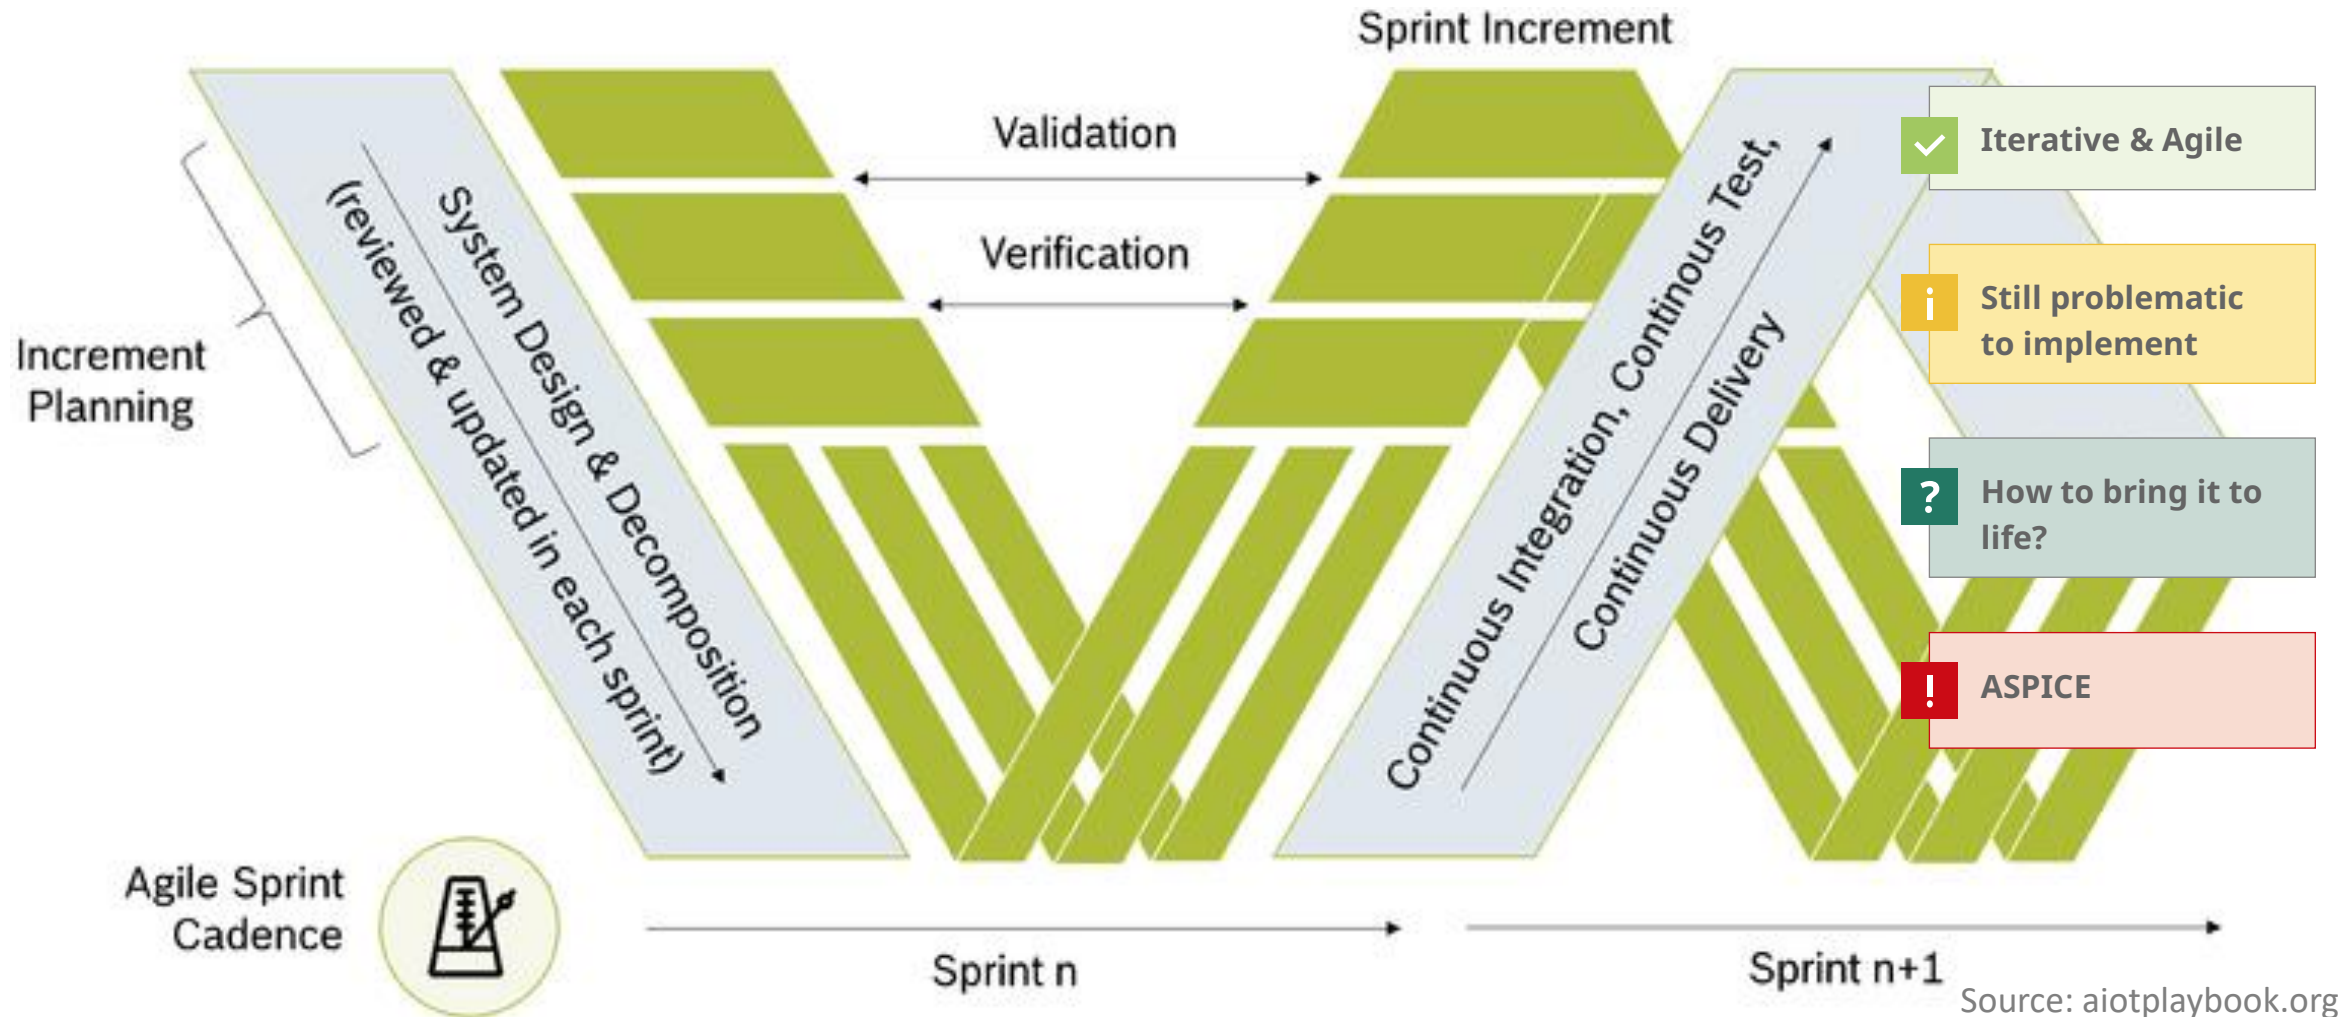 Sprint Increment
Validation
Verification
System Design & Decomposition
(reviewed & updated in each sprint)
Increment
Planning
Continuous Integration, Continous Test,
Continuous Delivery
Iterative & Agile
Still problematic
to implement
How to bring it to
life?
ASPICE
Agile Sprint
Cadence
Sprint n
Sprint n+1
Source: aiotplaybook.org